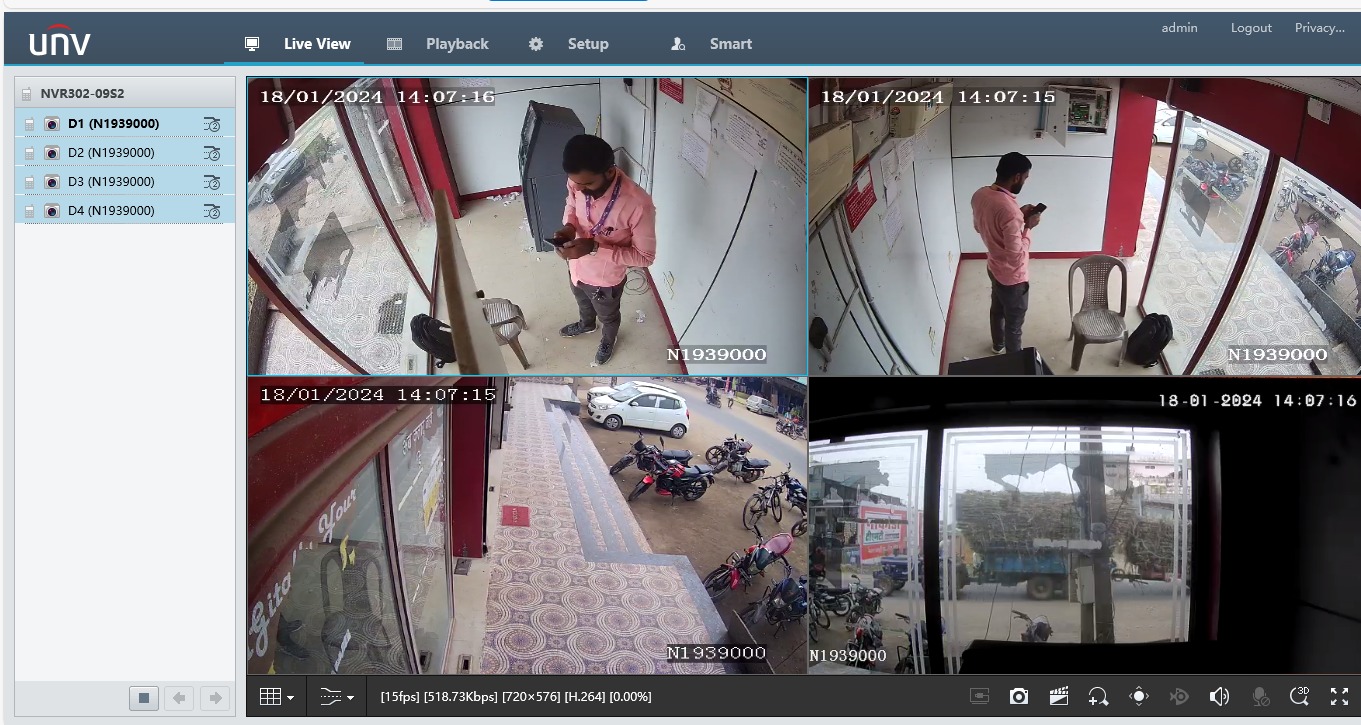 unv
Live View
Playback
Setup
Smart
admin
Logout
Privacy...
NVR302-09S2
D1 (N1939000)
D2 (N1939000)
D3 (N1939000)
D4 (N1939000)
18/01/2024 14:07:16
N1939000
18/01/2024 14:07:15
N1939000
18/01/2024 14:07:15
Your
N1939000
18-01-2024 14:07:16
N1939000
[15fps] [518.73Kbps] [720×576] [H.264] [0.00%]
3D